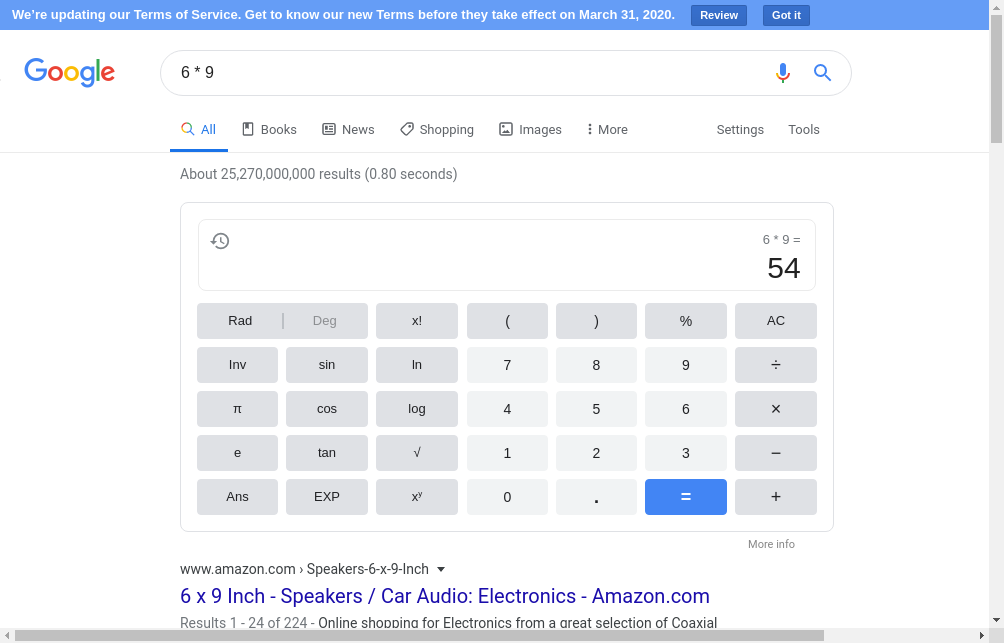 We're updating our Terms of Service. Get to know our new Terms before they take effect on March 31, 2020. Review Got it
Google 6 * 9
All Books News Shopping Images More Settings Tools
About 25,270,000,000 results (0.80 seconds)
6 * 9 =
54
Rad Deg x! ( ) % AC
Inv sin ln 7 8 9 ÷
π cos log 4 5 6 ×
e tan √ 1 2 3 −
Ans EXP xʸ 0 . = +
More info
www.amazon.com › Speakers-6-x-9-Inch
6 x 9 Inch - Speakers / Car Audio: Electronics - Amazon.com
Results 1 - 24 of 224 - Online shopping for Electronics from a great selection of Coaxial